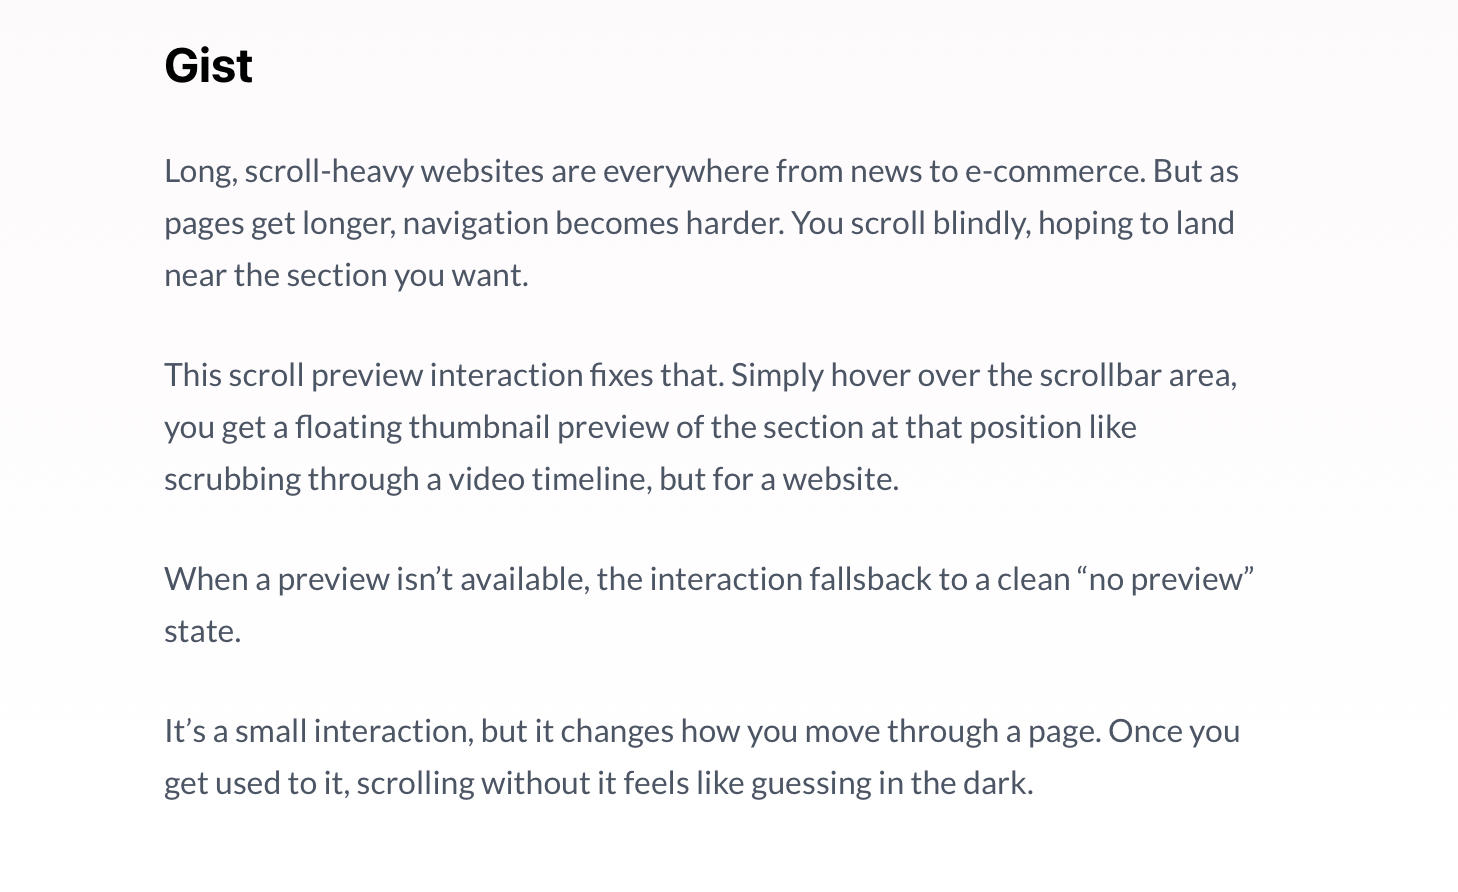 Gist
Long, scroll-heavy websites are everywhere from news to e-commerce. But as
pages get longer, navigation becomes harder. You scroll blindly, hoping to land
near the section you want.
This scroll preview interaction fixes that. Simply hover over the scrollbar area,
you get a floating thumbnail preview of the section at that position like
scrubbing through a video timeline, but for a website.
When a preview isn’t available, the interaction fallsback to a clean “no preview”
state.
It’s a small interaction, but it changes how you move through a page. Once you
get used to it, scrolling without it feels like guessing in the dark.